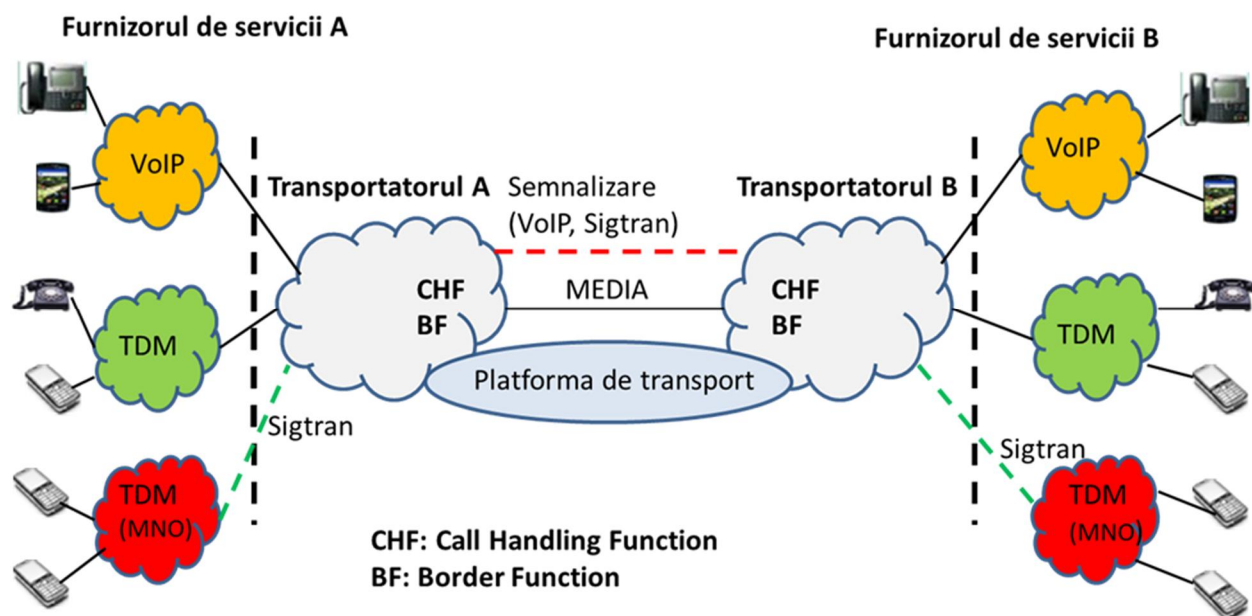 Furnizorul de servicii A
Furnizorul de servicii B
VoIP
VoIP
Transportatorul A
Semnalizare
(VoIP, Sigtran)
Transportatorul B
CHF
BF
MEDIA
CHF
BF
TDM
TDM
Platforma de transport
Sigtran
Sigtran
TDM
(MNO)
TDM
(MNO)
CHF: Call Handling Function
BF: Border Function